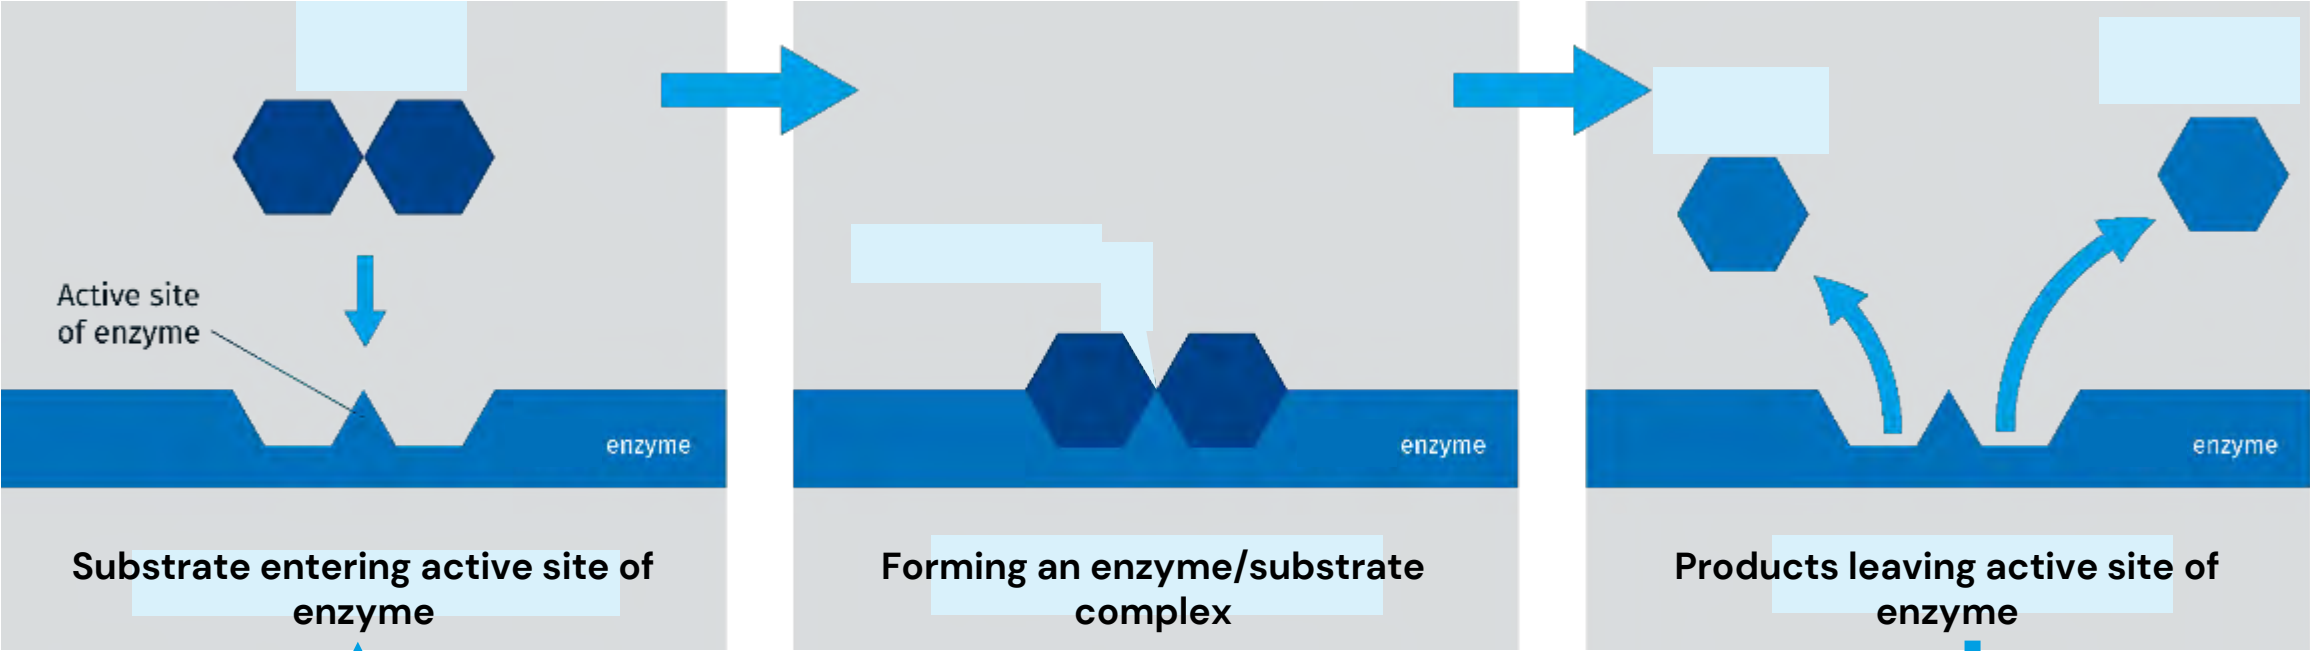 Active site
of enzyme
enzyme
Substrate entering active site of
enzyme
enzyme
Forming an enzyme/substrate
complex
enzyme
Products leaving active site of
enzyme